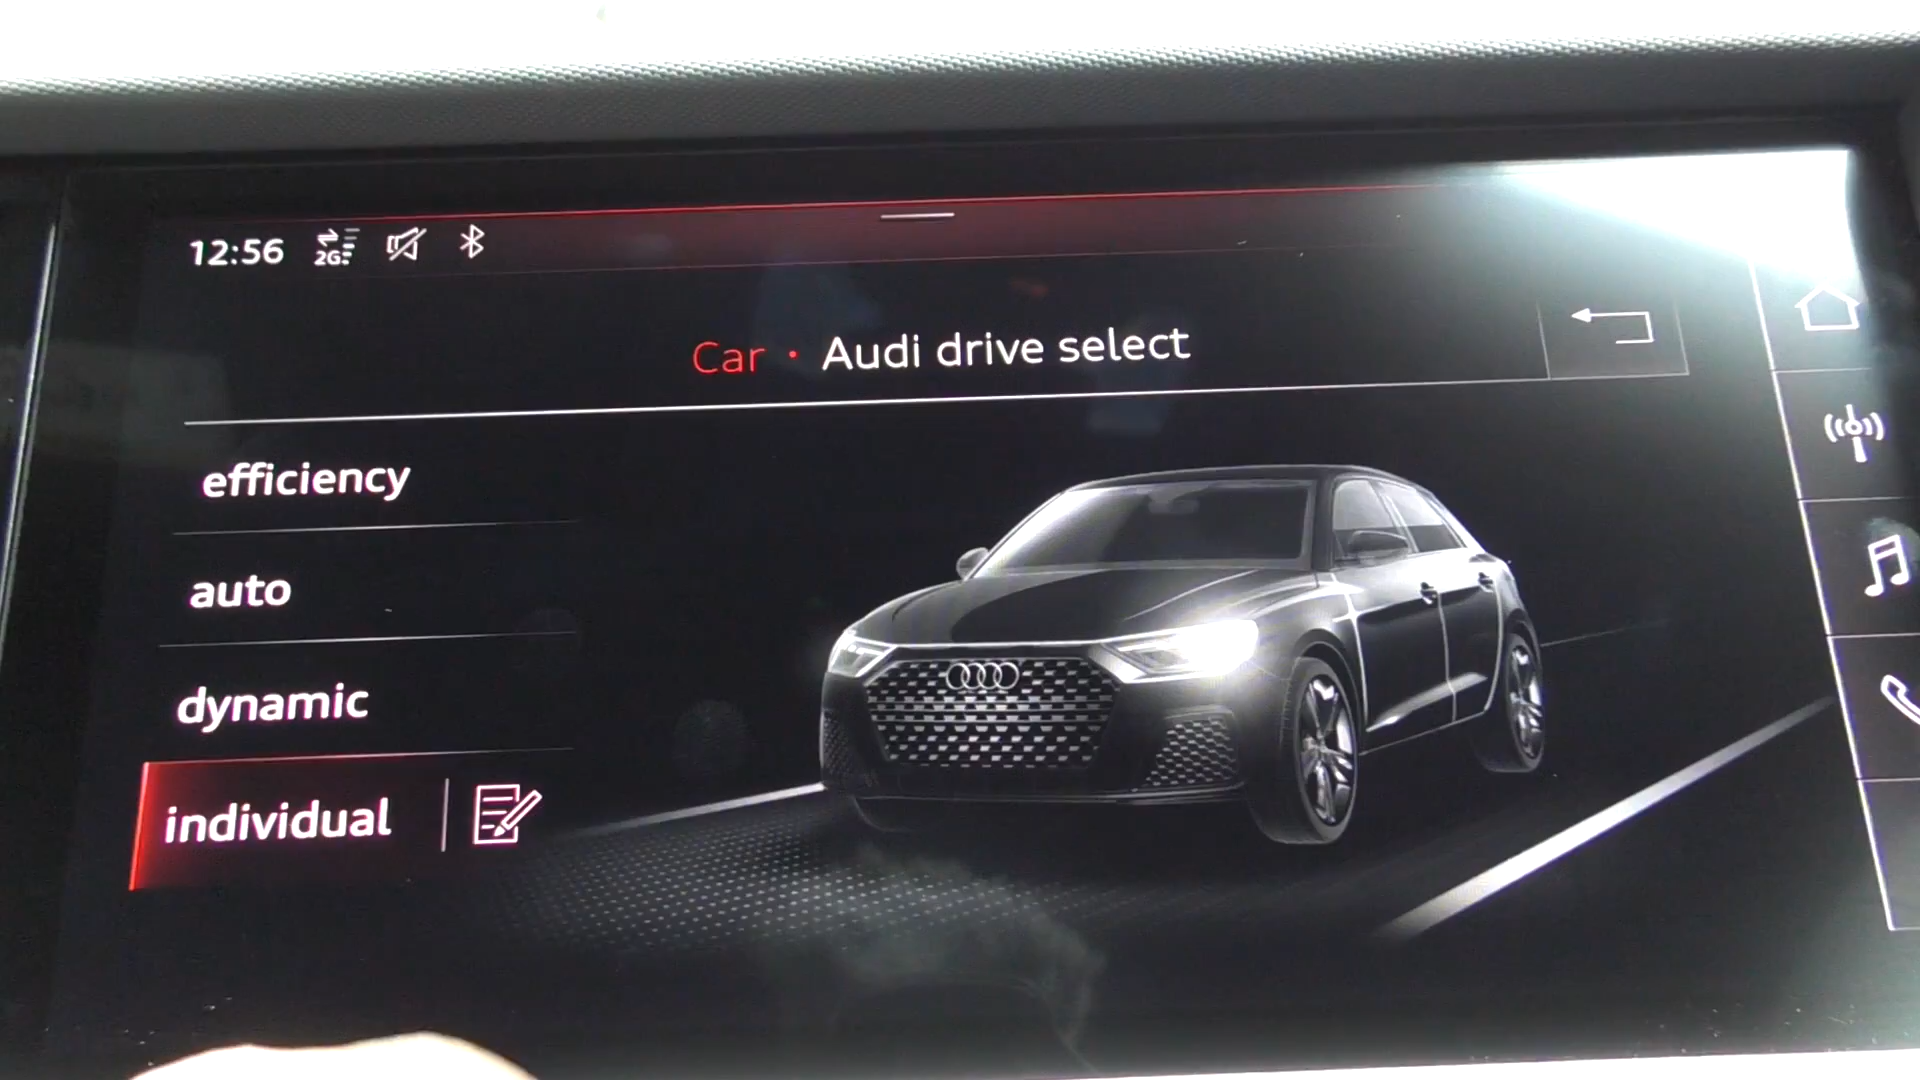 12:56 2G
Car · Audi drive select
efficiency
auto
dynamic
individual